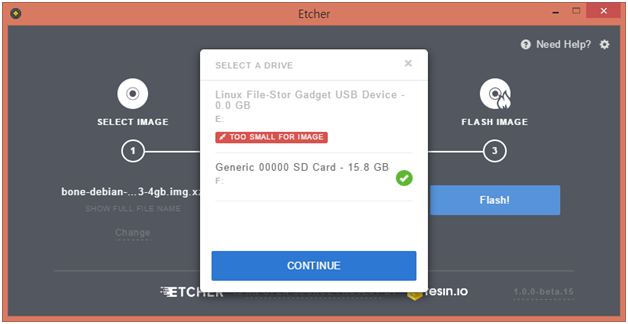 Etcher
Need Help?
SELECT A DRIVE
Linux File-Stor Gadget USB Device -
0.0 GB
E:
TOO SMALL FOR IMAGE
Generic 00000 SD Card - 15.8 GB
F:
CONTINUE
SELECT IMAGE
1
bone-debian-...3-4gb.img.xz
SHOW FULL FILE NAME
Change
FLASH IMAGE
3
Flash!
ETCHER
resin.io
1.0.0-beta.15